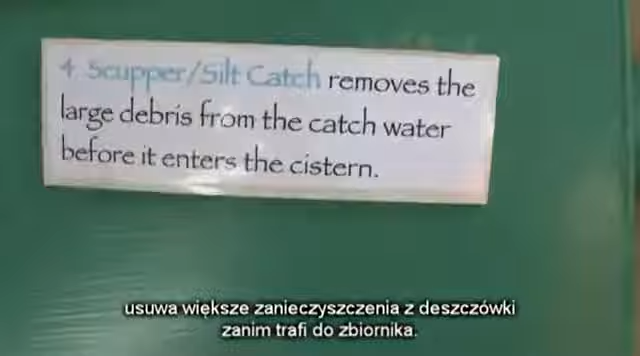 4 Scupper/Silt Catch removes the
large debris from the catch water
before it enters the cistern.
usuwa większe zanieczyszczenia z deszczówki
zanim trafi do zbiornika.